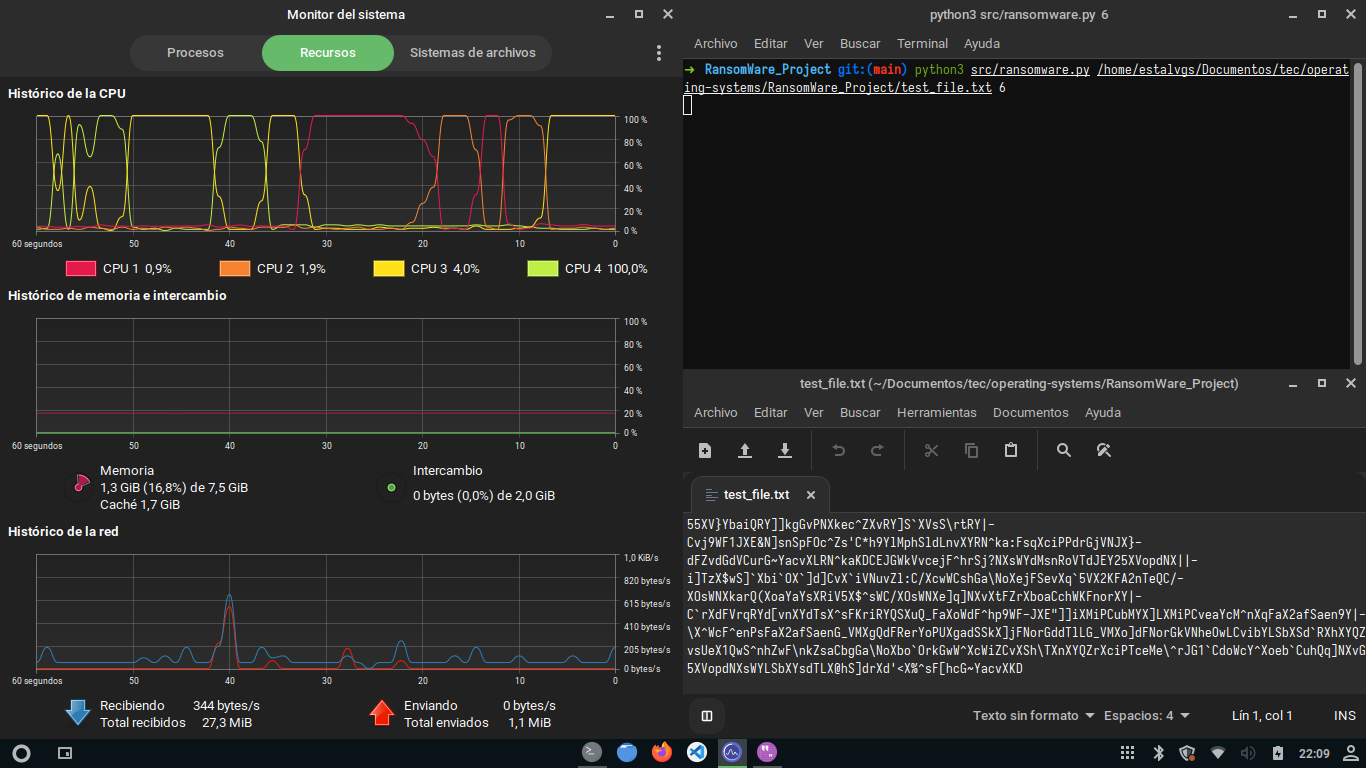 Monitor del sistema
Procesos
Recursos
Sistemas de archivos
Histórico de la CPU
100 %
80 %
60 %
40 %
20 %
0 %
60 segundos 50 40 30 20 10 0
CPU 1 0,9% CPU 2 1,9% CPU 3 4,0% CPU 4 100,0%
Histórico de memoria e intercambio
100 %
80 %
60 %
40 %
20 %
0 %
60 segundos 50 40 30 20 10 0
Memoria
1,3 GiB (16,8%) de 7,5 GiB
Caché 1,7 GiB
Intercambio
0 bytes (0,0%) de 2,0 GiB
Histórico de la red
1,0 KiB/s
820 bytes/s
615 bytes/s
410 bytes/s
205 bytes/s
0 bytes/s
60 segundos 50 40 30 20 10 0
Recibiendo 344 bytes/s
Total recibidos 27,3 MiB
Enviando 0 bytes/s
Total enviados 1,1 MiB
python3 src/ransomware.py 6
Archivo Editar Ver Buscar Terminal Ayuda
➜ RansomWare_Project git:(main) python3 src/ransomware.py /home/estalvgs/Documentos/tec/operat
ing-systems/RansomWare_Project/test_file.txt 6
test_file.txt (~/Documentos/tec/operating-systems/RansomWare_Project)
Archivo Editar Ver Buscar Herramientas Documentos Ayuda
test_file.txt
55XV}YbaiQRY]]kgGvPNXkec^ZXvRY]S`XVsS\rtRY|-
Cvj9WF1JXE&N]snSpFOc^Zs'C*h9YlMphSldLnvXYRN^ka:FsqXciPPdrGjVNJX}-
dFZvdGdVCurG~YacvXLRN^kaKDCEJGWkVvcejF^hrSj?NXsWYdMsnRoVTdJEY25XVopdNX||-
i]TzX$wS]`Xbi`OX`]d]CvX`iVNuvZl:C/XcwWCshGa\NoXejFSevXq`5VX2KFA2nTeQC/-
XOsWNXkarQ(XoaYaYsXRiV5X$^sWC/XOsWNXe]q]NXvXtFZrXboaCchWKFnorXY|-
C`rXdFVrqRYd[vnXYdTsX^sFKriRYQSXuQ_FaXoWdF^hp9WF-JXE"]]iXMiPCubMYX]LXMiPCveaYcM^nXqFaX2afSaen9Y|-
\X^WcF^enPsFaX2afSaenG_VMXgQdFRerYoPUXgadSSkX]jFNorGddTlLG_VMXo]dFNorGkVNheOwLCvibYLSbXSd`RXhXYQZ
vsUeX1QwS^nhZwF\nkZsaCbgGa\NoXbo`OrkGwW^XcWiZCvXSh\TXnXYQZrXciPTceMe\^rJG1`CdoWcY^Xoeb`CuhQq]NXvG
5XVopdNXsWYLSbXYsdTLX@hS]drXd'<X%^sF[hcG~YacvXKD
Texto sin formato Espacios: 4 Lín 1, col 1 INS
22:09